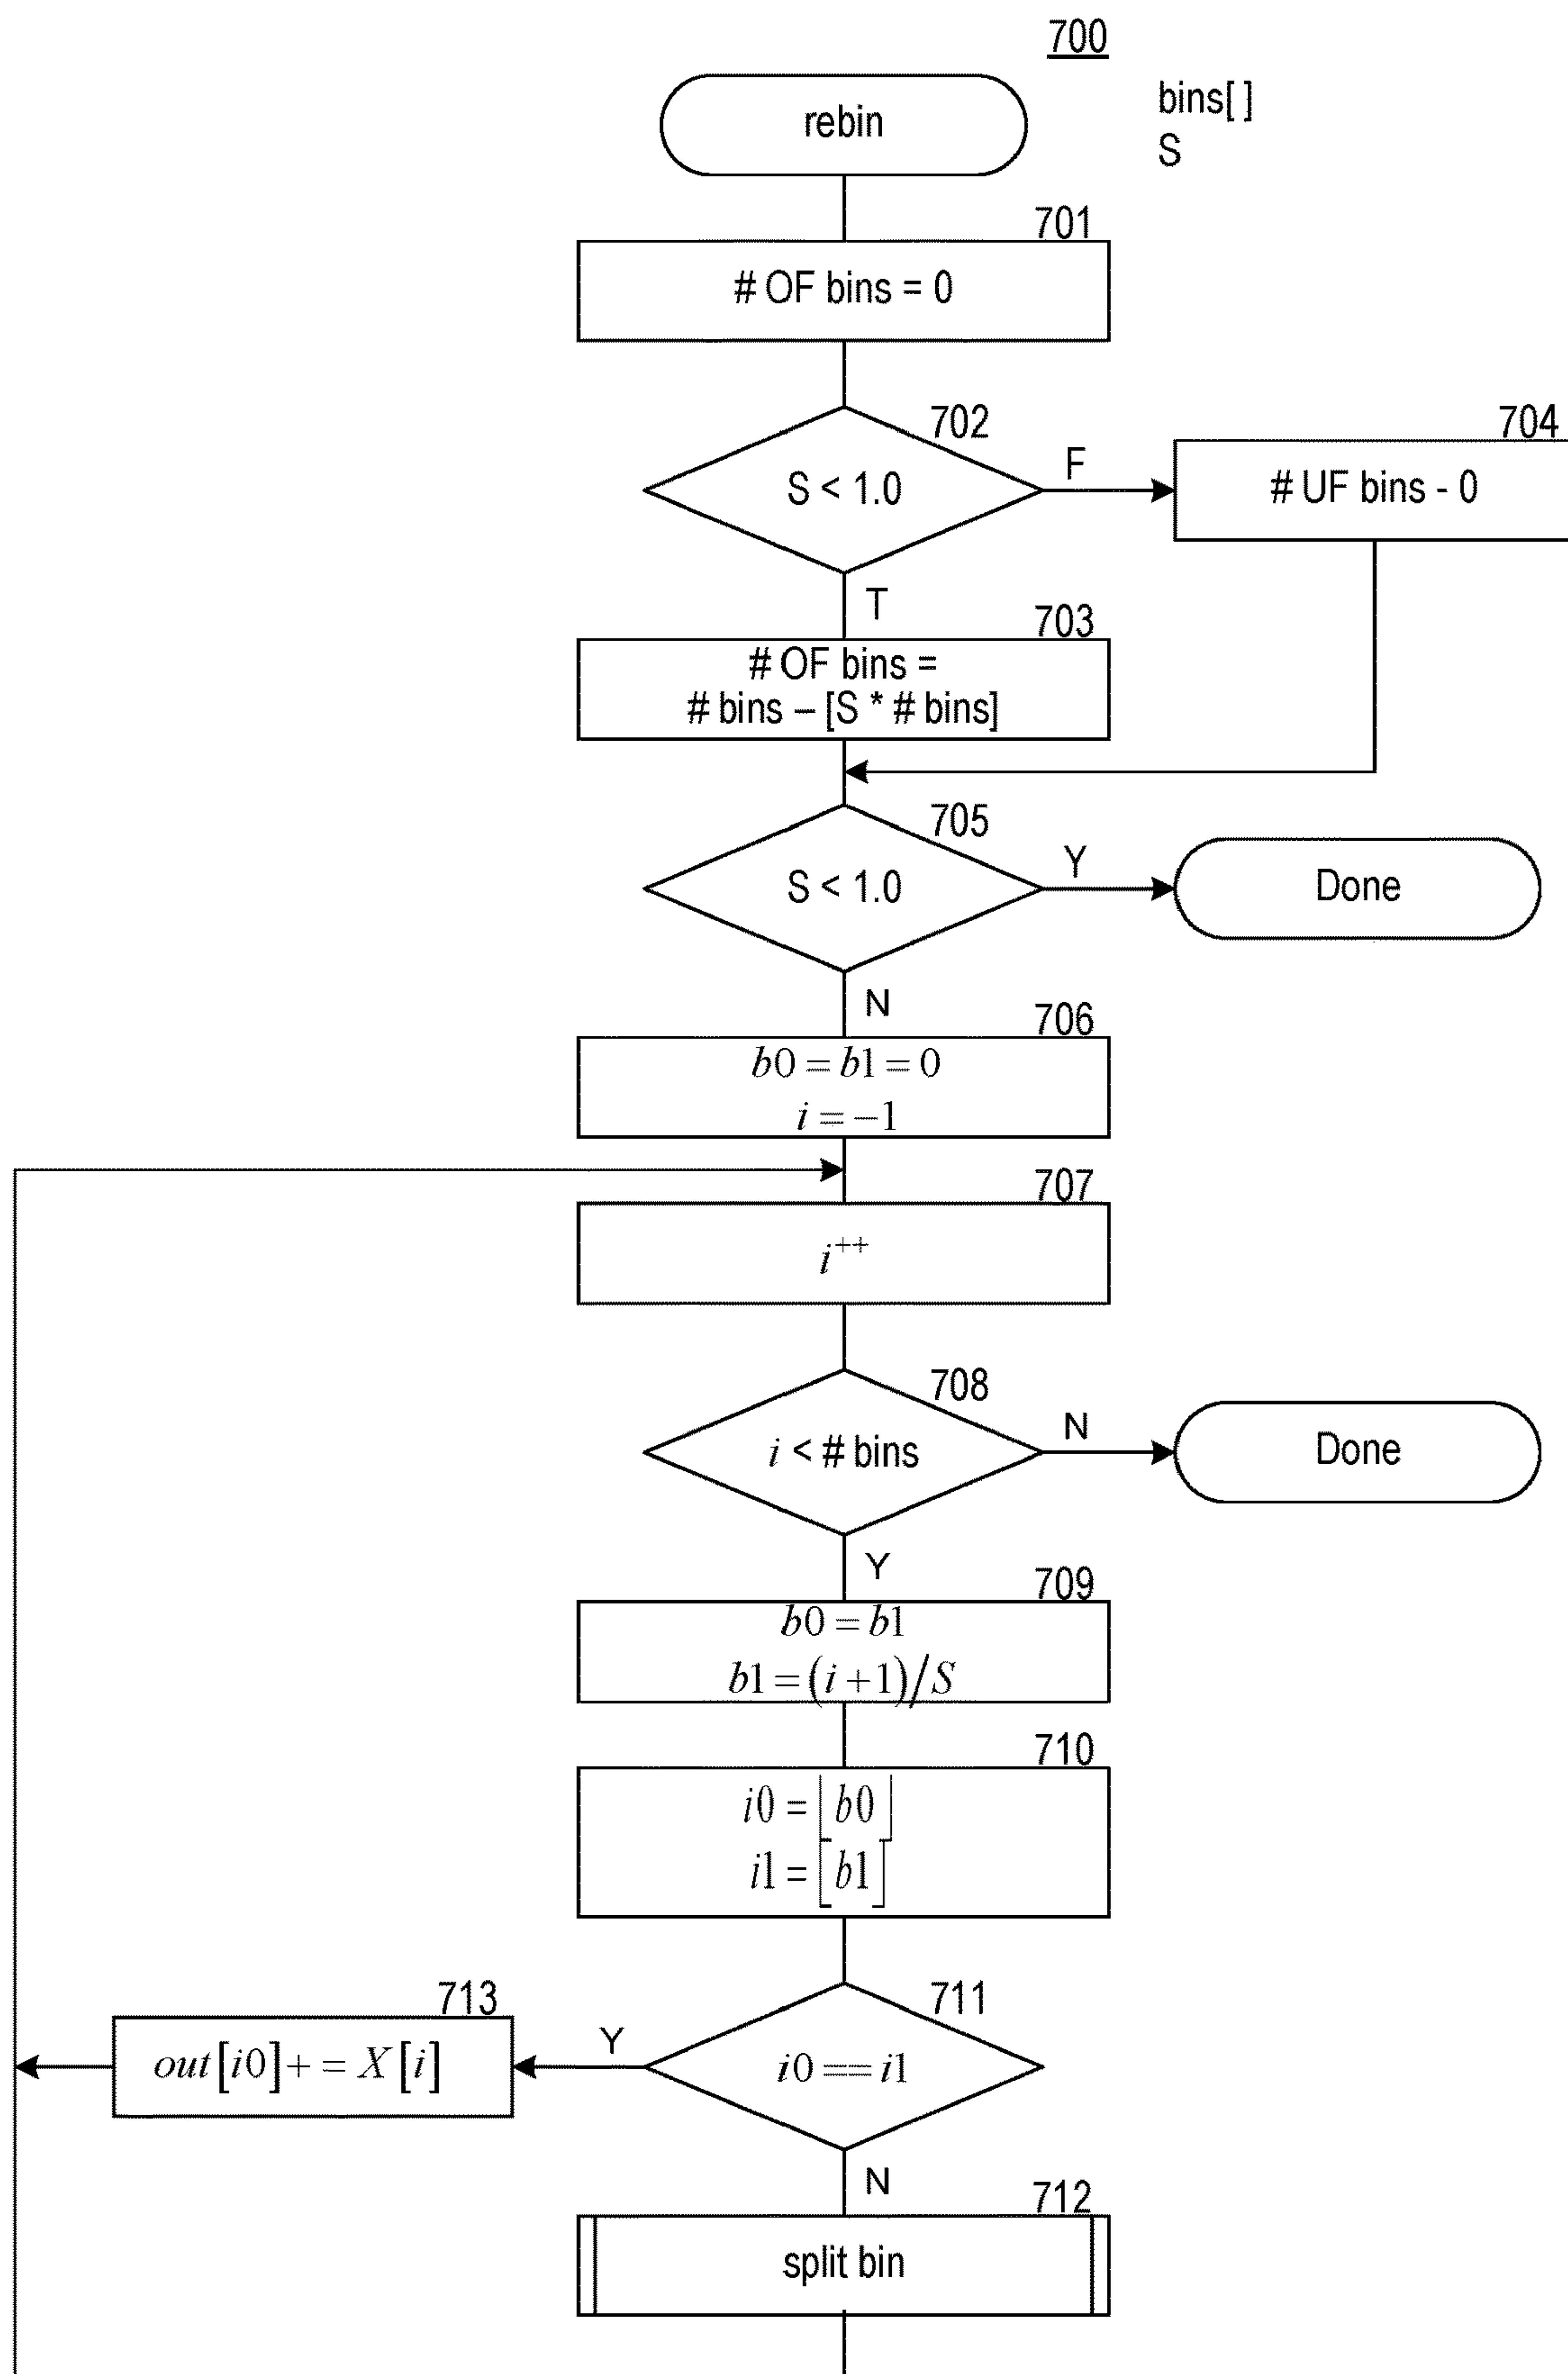 700
rebin
bins[ ]
S
701
# OF bins = 0
702
S < 1.0
F
704
# UF bins - 0
T
703
# OF bins =
# bins – [S * # bins]
705
S < 1.0
Y
Done
N
706
b0 = b1 = 0
i = −1
707
i++
708
i < # bins
N
Done
Y
709
b0 = b1
b1 = (i + 1)/S
710
i0 = ⌊b0⌋
i1 = ⌊b1⌋
711
i0 == i1
Y
713
out[i0]+ = X[i]
N
712
split bin